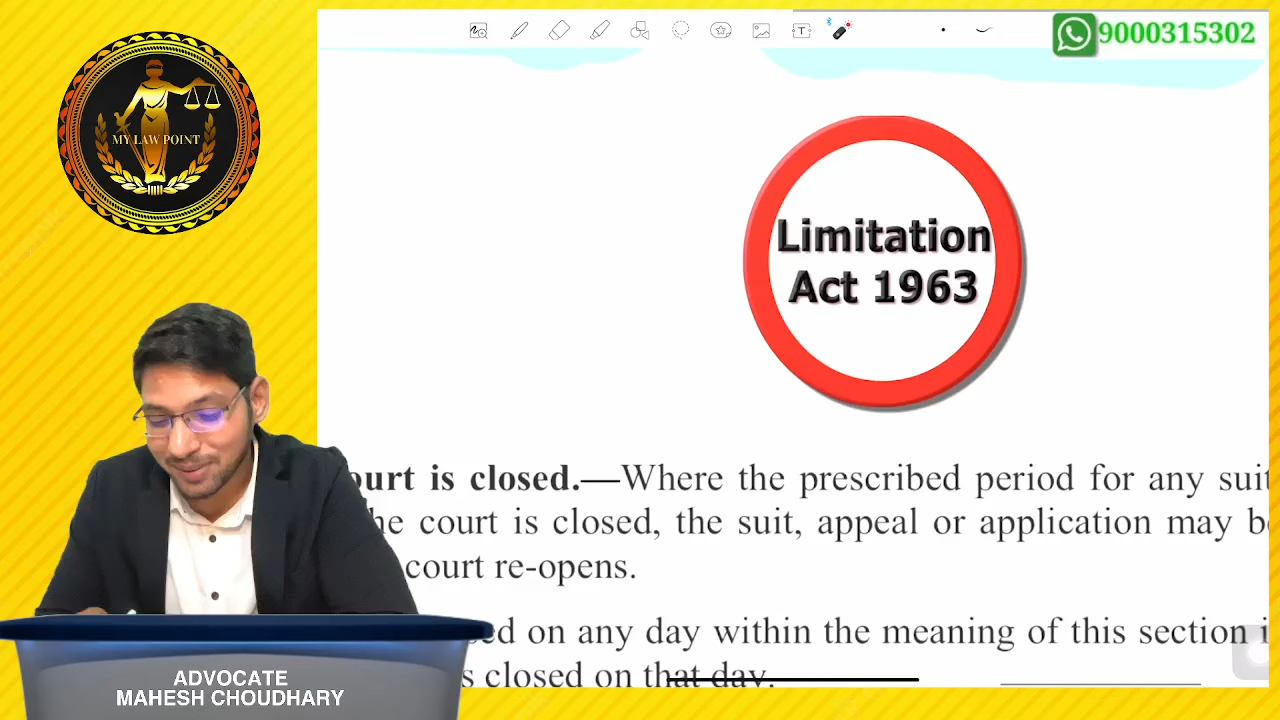 9000315302
MY LAW POINT
Limitation
Act 1963
ourt is closed.—Where the prescribed period for any suit
he court is closed, the suit, appeal or application may be
court re-opens.
ed on any day within the meaning of this section i
s closed on that day.
ADVOCATE
MAHESH CHOUDHARY